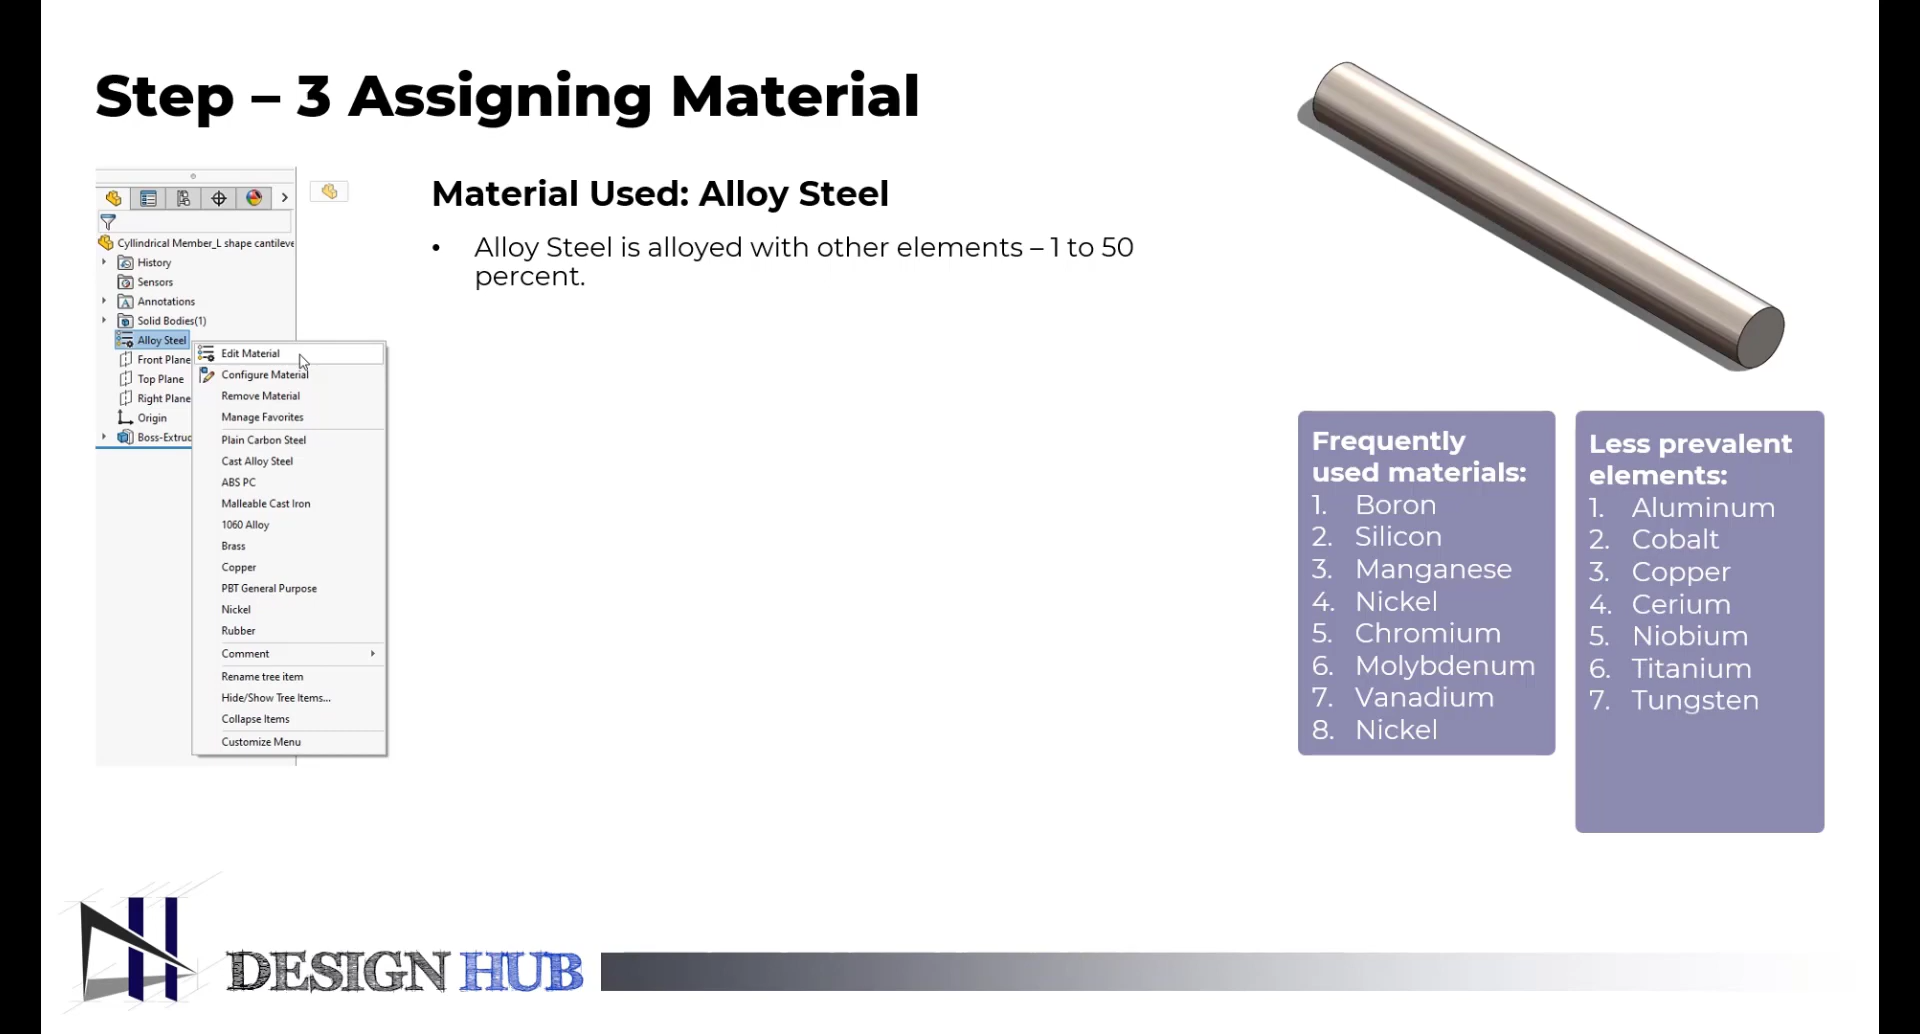 Step – 3 Assigning Material
Cyllindrical Member_L shape cantileve
History
Sensors
Annotations
Solid Bodies(1)
Alloy Steel
Front Plane
Top Plane
Right Plane
Origin
Boss-Extruc
Edit Material
Configure Material
Remove Material
Manage Favorites
Plain Carbon Steel
Cast Alloy Steel
ABS PC
Malleable Cast Iron
1060 Alloy
Brass
Copper
PBT General Purpose
Nickel
Rubber
Comment
Rename tree item
Hide/Show Tree Items...
Collapse Items
Customize Menu
Material Used: Alloy Steel
• Alloy Steel is alloyed with other elements – 1 to 50
percent.
Frequently
used materials:
1. Boron
2. Silicon
3. Manganese
4. Nickel
5. Chromium
6. Molybdenum
7. Vanadium
8. Nickel
Less prevalent
elements:
1. Aluminum
2. Cobalt
3. Copper
4. Cerium
5. Niobium
6. Titanium
7. Tungsten
DESIGN HUB